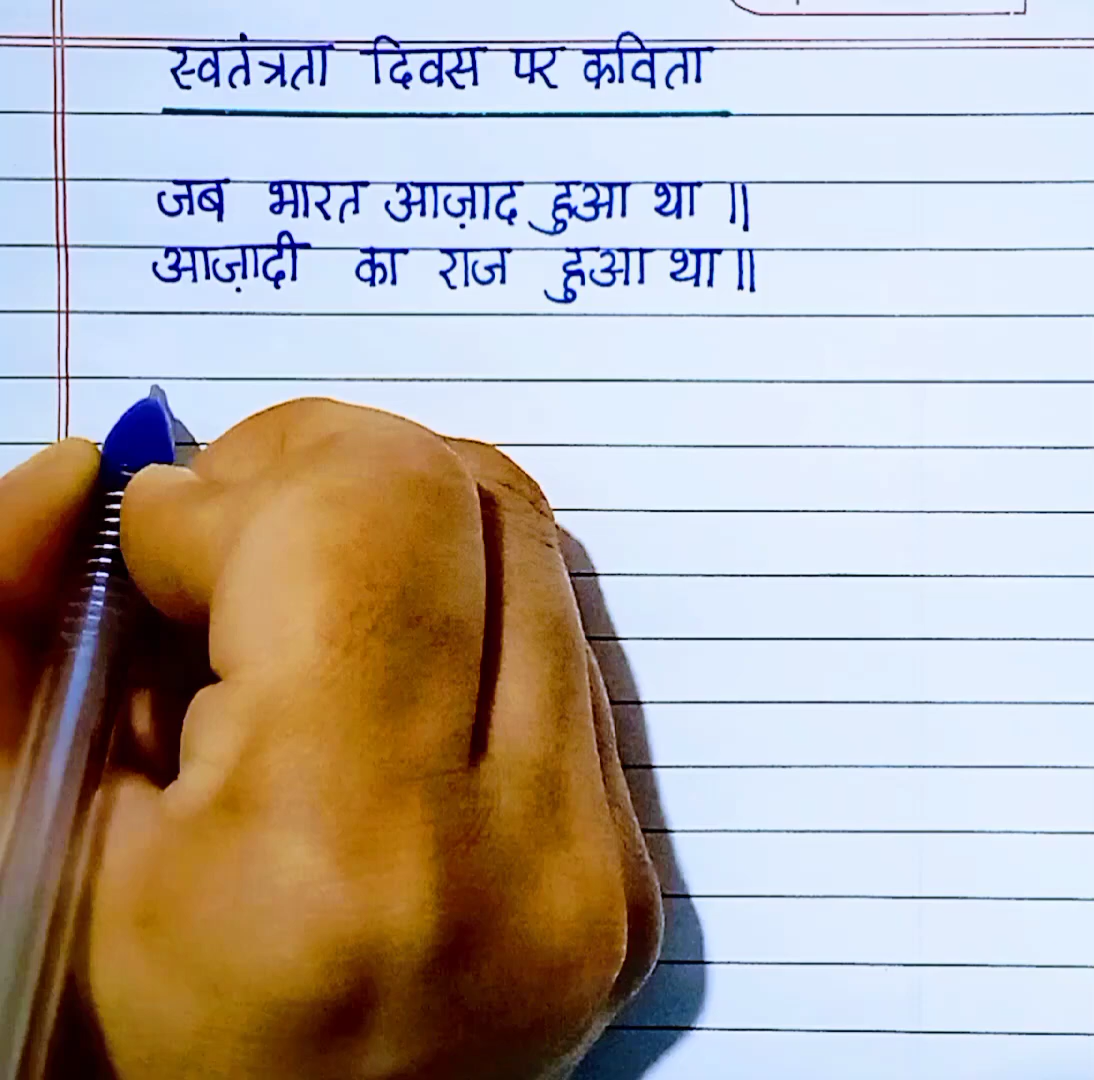 स्वतंत्रता दिवस पर कविता
जब भारत आज़ाद हुआ था ॥
आज़ादी का राज हुआ था ॥